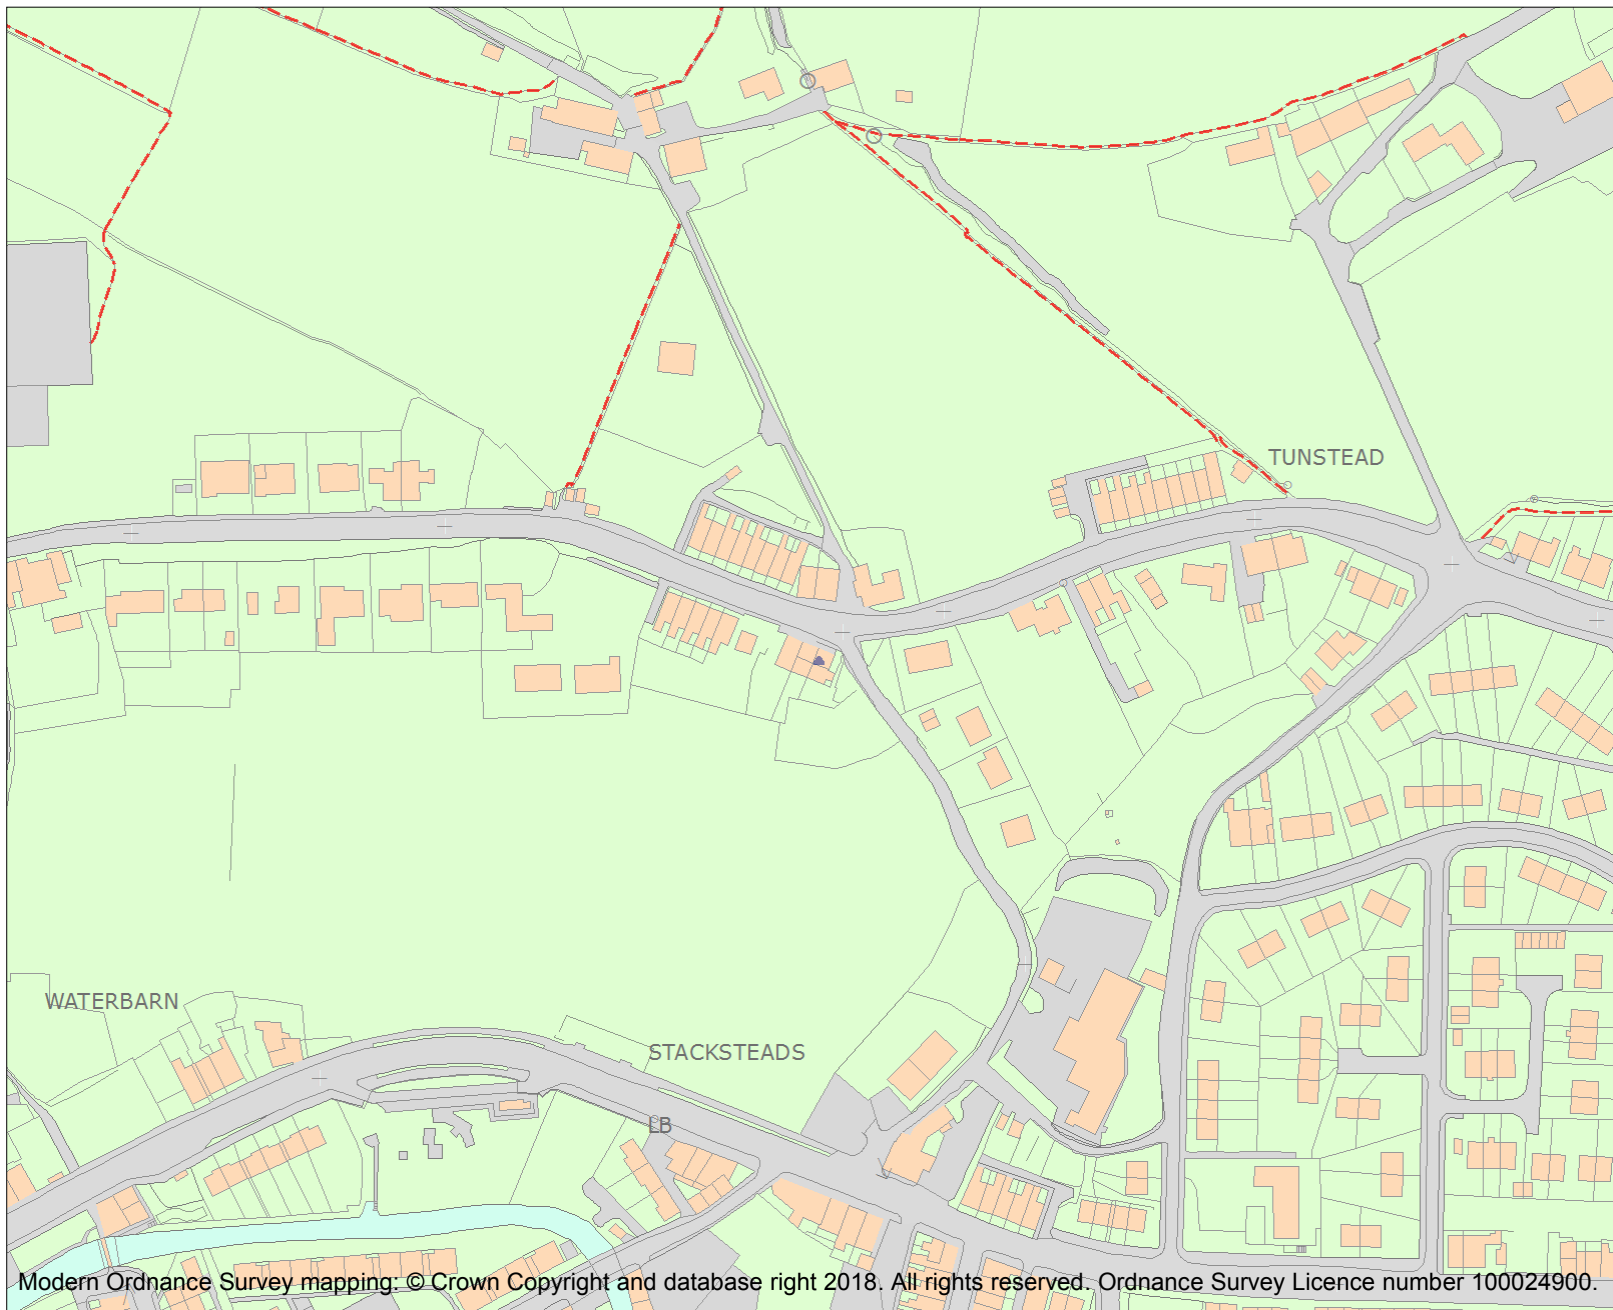 TUNSTEAD
WATERBARN
STACKSTEADS
LB
Modern Ordnance Survey mapping: © Crown Copyright and database right 2018. All rights reserved. Ordnance Survey Licence number 100024900.